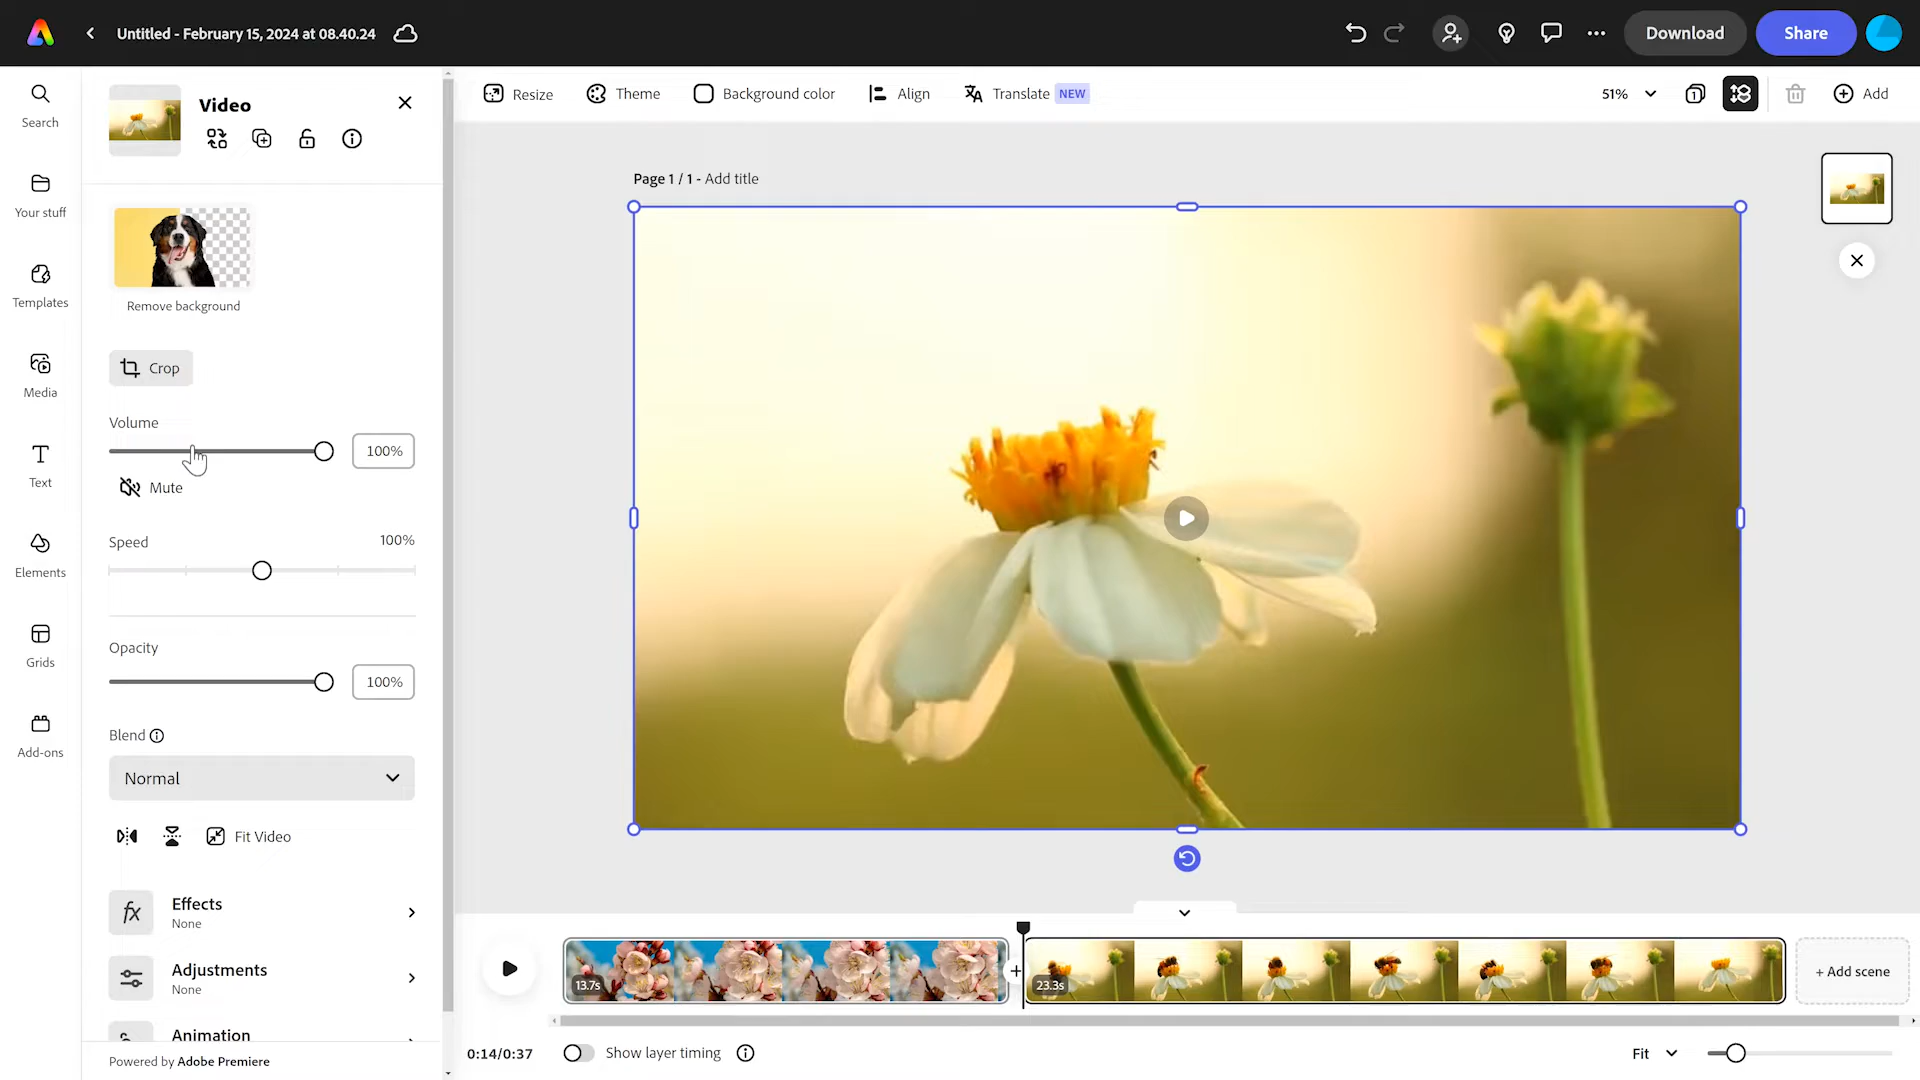 Untitled - February 15, 2024 at 08.40.24
Download
Share
Search
Your stuff
Templates
Media
Text
Elements
Grids
Add-ons
Video
Remove background
Crop
Volume
100%
Mute
Speed 100%
Opacity
100%
Blend
Normal
Fit Video
Effects
None
Adjustments
None
Animation
Powered by Adobe Premiere
Resize Theme Background color Align Translate NEW
51% 1 Add
Page 1 / 1 - Add title
13.7s
23.3s
+ Add scene
0:14/0:37 Show layer timing
Fit